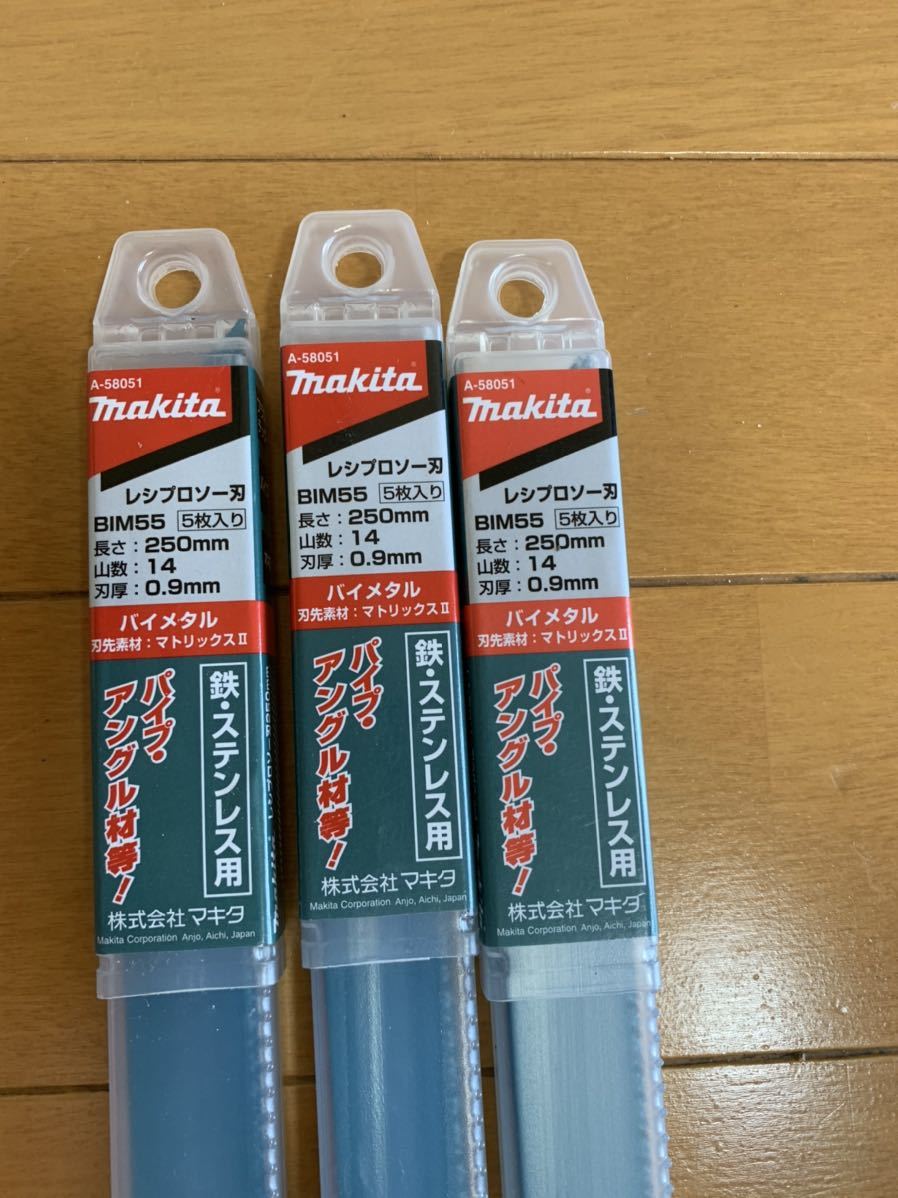 A-58051
makita
レシプロソー刃
BIM55 5枚入り
長さ：250mm
山数：14
刃厚：0.9mm
バイメタル
刃先素材：マトリックスⅡ
鉄・ステンレス用
パイプ・
アングル材等！
株式会社マキタ
Makita Corporation Anjo, Aichi, Japan
A-58051
makita
レシプロソー刃
BIM55 5枚入り
長さ：250mm
山数：14
刃厚：0.9mm
バイメタル
刃先素材：マトリックスⅡ
鉄・ステンレス用
パイプ・
アングル材等！
株式会社マキタ
Makita Corporation Anjo, Aichi, Japan
A-58051
makita
レシプロソー刃
BIM55 5枚入り
長さ：250mm
山数：14
刃厚：0.9mm
バイメタル
刃先素材：マトリックスⅡ
鉄・ステンレス用
パイプ・
アングル材等！
株式会社マキタ
Makita Corporation Anjo, Aichi, Japan